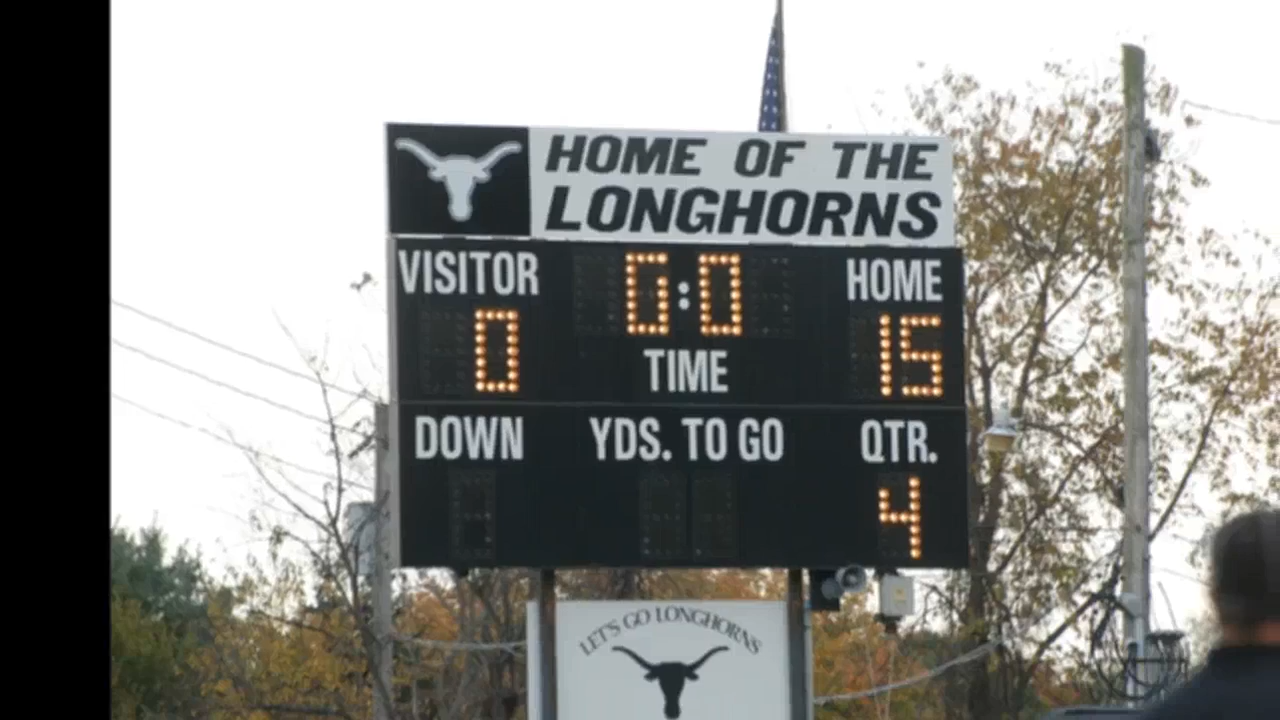 HOME OF THE
LONGHORNS
VISITOR 0:0 HOME
0 TIME 15
DOWN YDS. TO GO QTR.
4
LET'S GO LONGHORNS